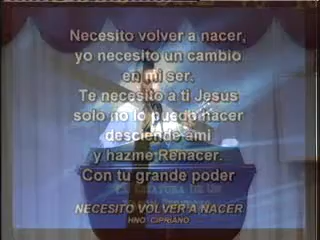 Necesito volver a nacer,
yo necesito un cambio
en mi ser.
Te necesito a ti Jesus
solo no lo puedo hacer
desciende ami
y hazme Renacer.
Con tu grande poder
NECESITO VOLVER A NACER
HNO. CIPRIANO